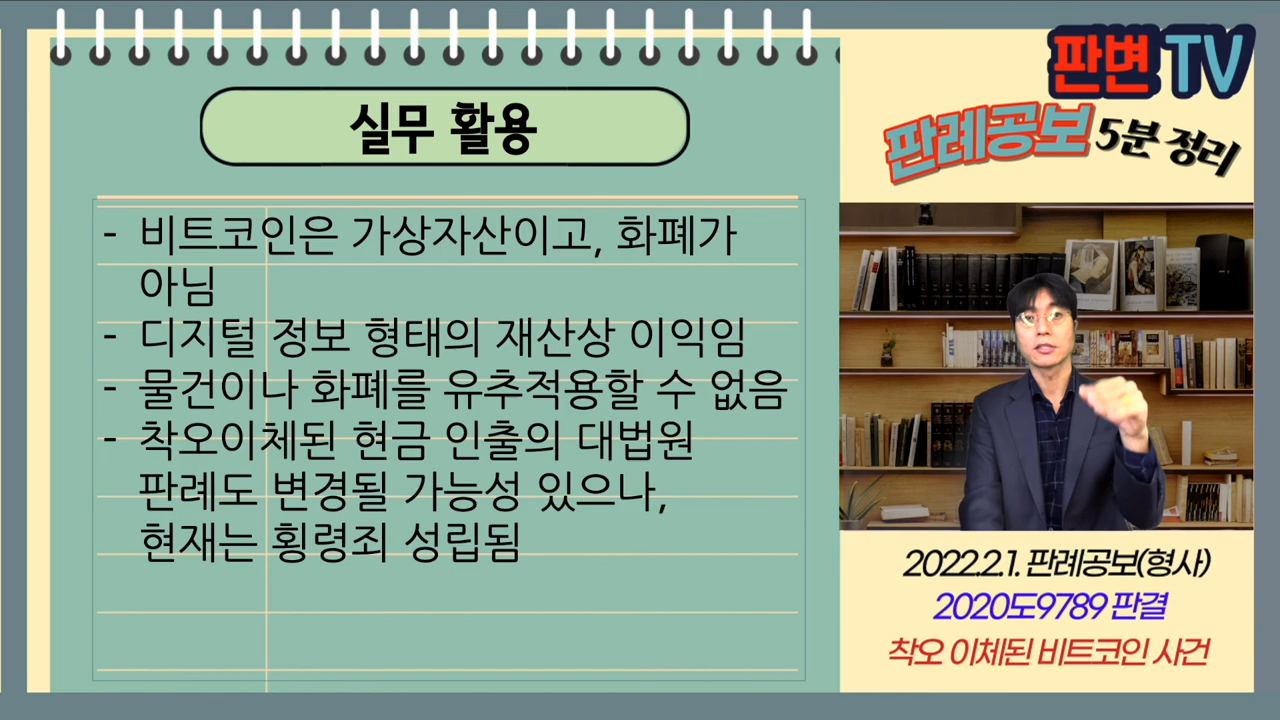 실무 활용
- 비트코인은 가상자산이고, 화폐가
아님
- 디지털 정보 형태의 재산상 이익임
- 물건이나 화폐를 유추적용할 수 없음
- 착오이체된 현금 인출의 대법원
판례도 변경될 가능성 있으나,
현재는 횡령죄 성립됨
판변 TV
판례공보 5분 정리
2022.2.1. 판례공보(형사)
2020도9789 판결
착오 이체된 비트코인 사건